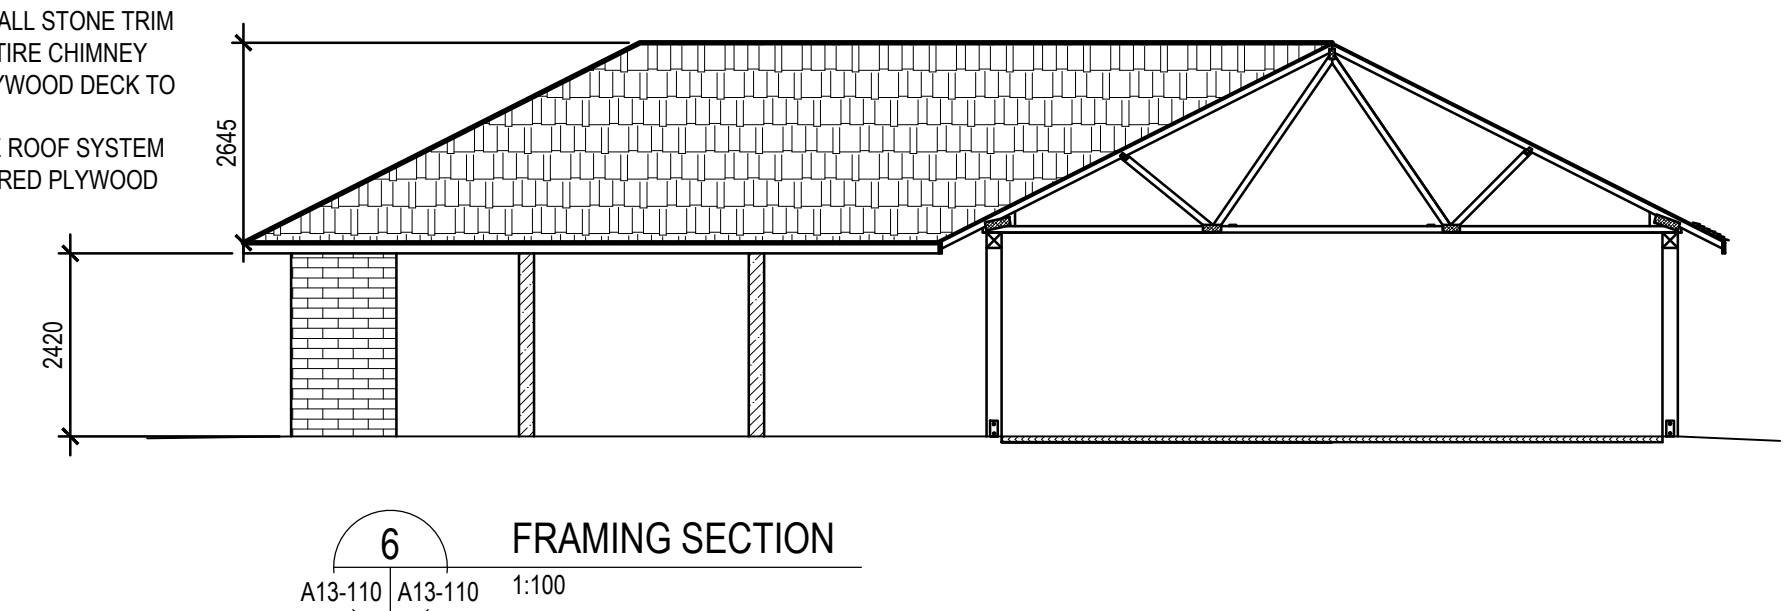 ALL STONE TRIM
TIRE CHIMNEY
YWOOD DECK TO
ROOF SYSTEM
RED PLYWOOD
2645
2420
6
FRAMING SECTION
A13-110 A13-110
1:100